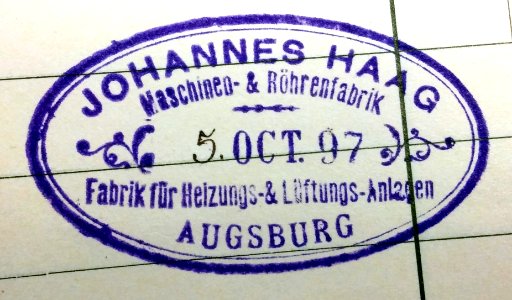 JOHANNES HAAG
Maschinen- & Röhrenfabrik
5. OCT. 97
Fabrik für Heizungs-& Lüftungs-Anlagen
AUGSBURG